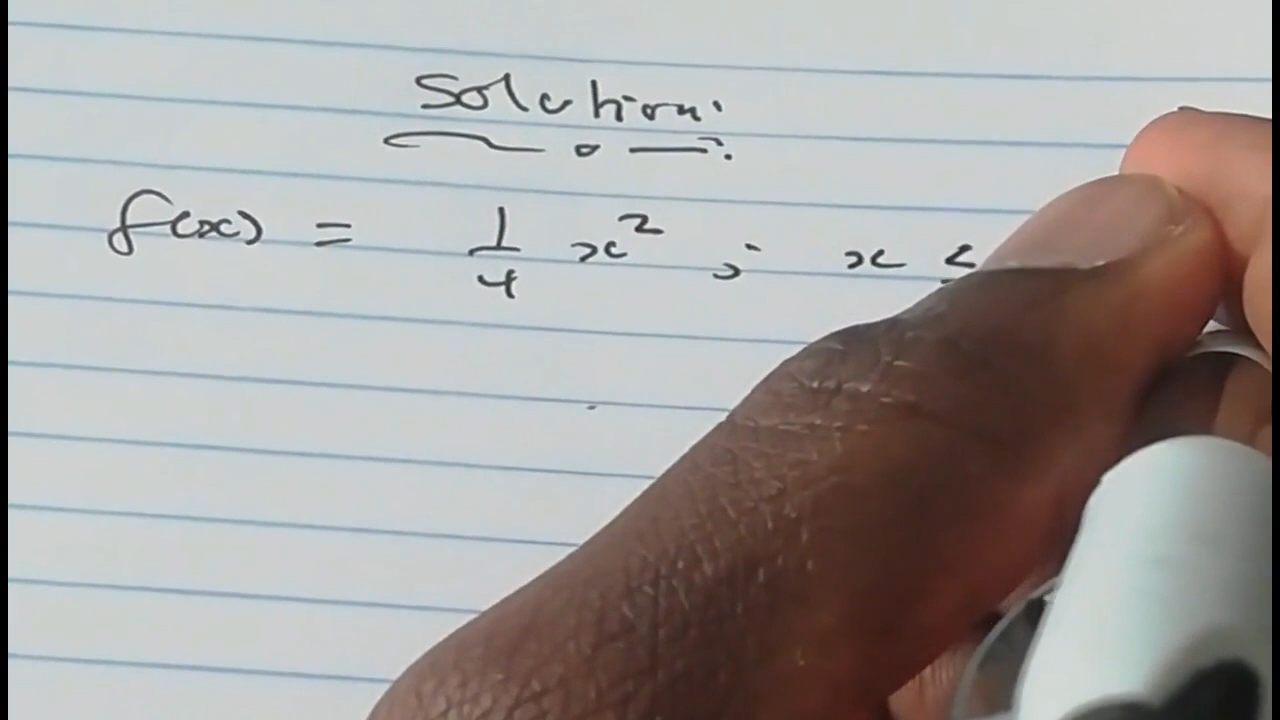 Solution:
f(x) = 1/4 x² ; x ≤